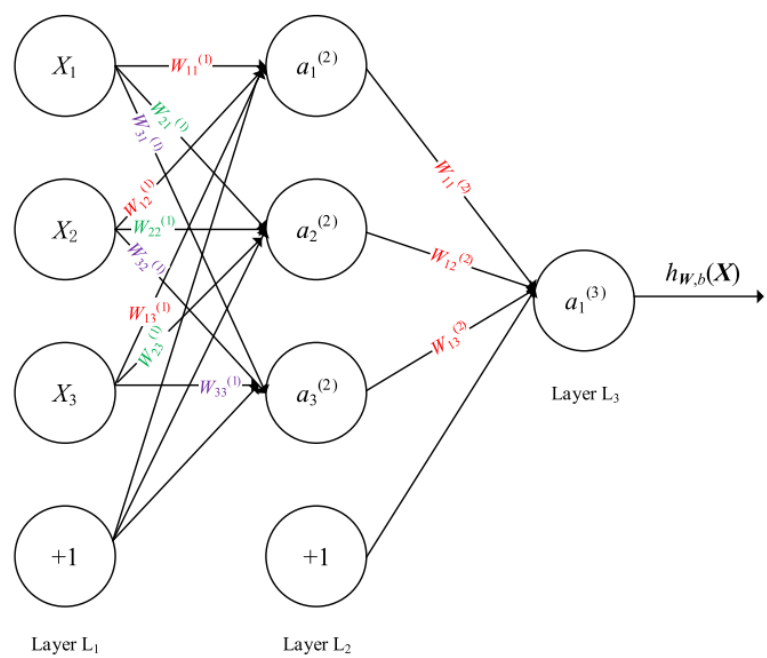 X₁
W₁₁⁽¹⁾
a₁⁽²⁾
W₂₁⁽¹⁾
W₃₁⁽¹⁾
W₁₁⁽²⁾
W₁₂⁽¹⁾
X₂
W₂₂⁽¹⁾
a₂⁽²⁾
W₃₂⁽¹⁾
W₁₂⁽²⁾
h_W,b(X)
a₁⁽³⁾
W₁₃⁽¹⁾
W₂₃⁽¹⁾
W₁₃⁽²⁾
X₃
W₃₃⁽¹⁾
a₃⁽²⁾
Layer L₃
+1
+1
Layer L₁
Layer L₂